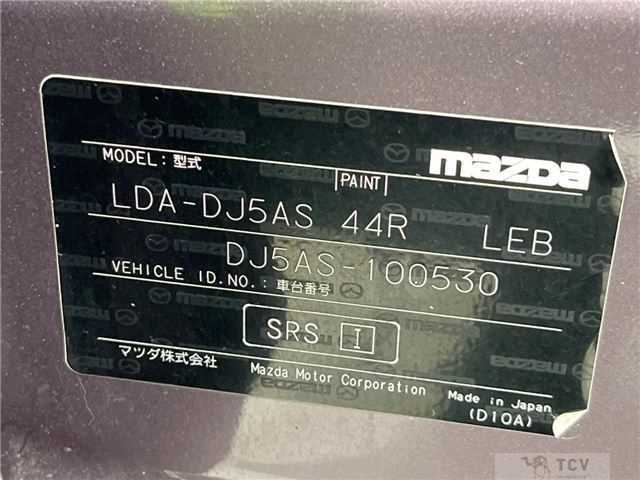 mazda
MODEL: 型式 |PAINT|
LDA-DJ5AS 44R LEB
DJ5AS-100530
VEHICLE ID.NO.: 車台番号
SRS I
マツダ株式会社 Mazda Motor Corporation Made in Japan
(D10A)
TCV